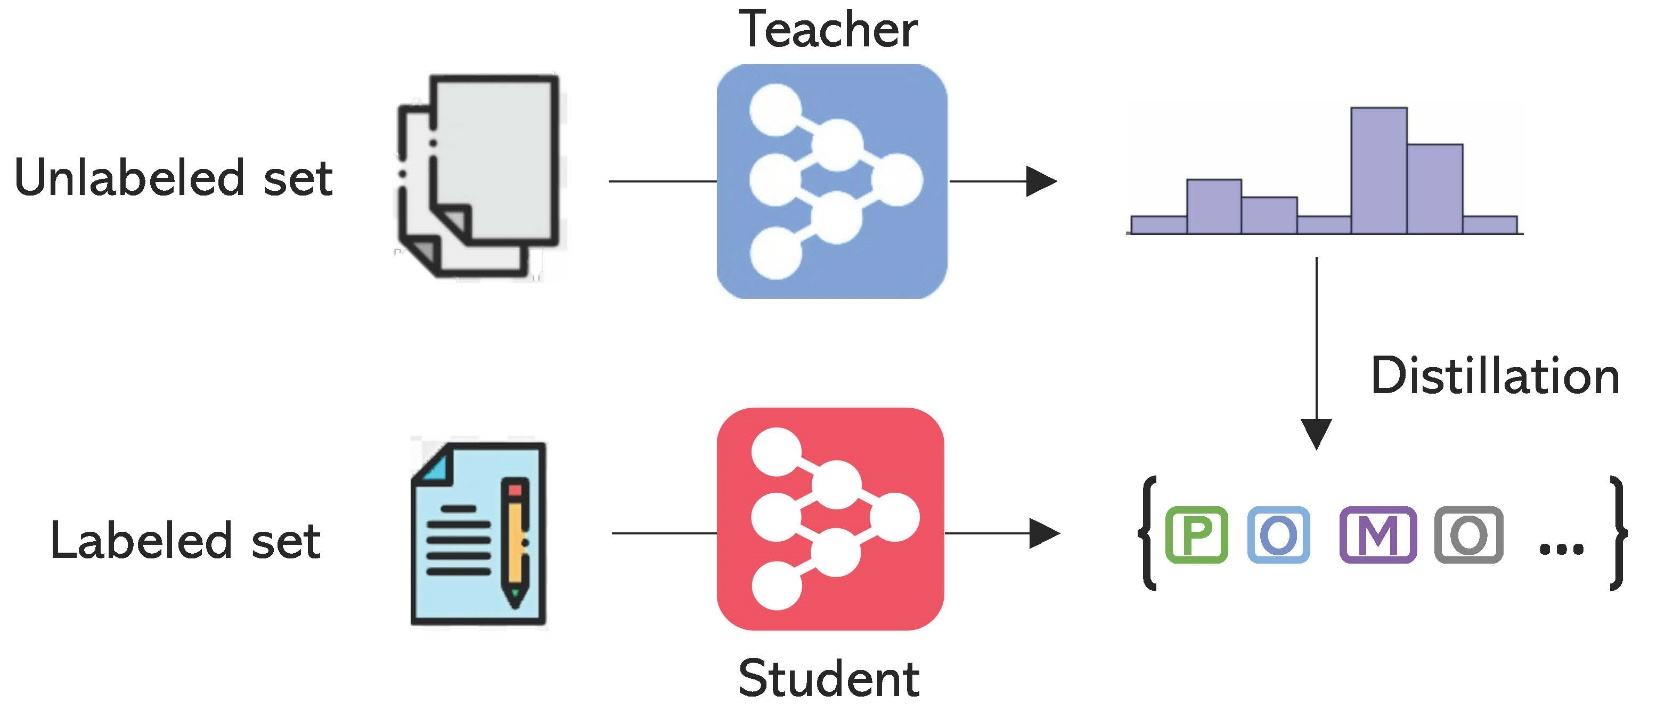 Teacher
Unlabeled set
Distillation
{ P O M O ... }
Labeled set
Student